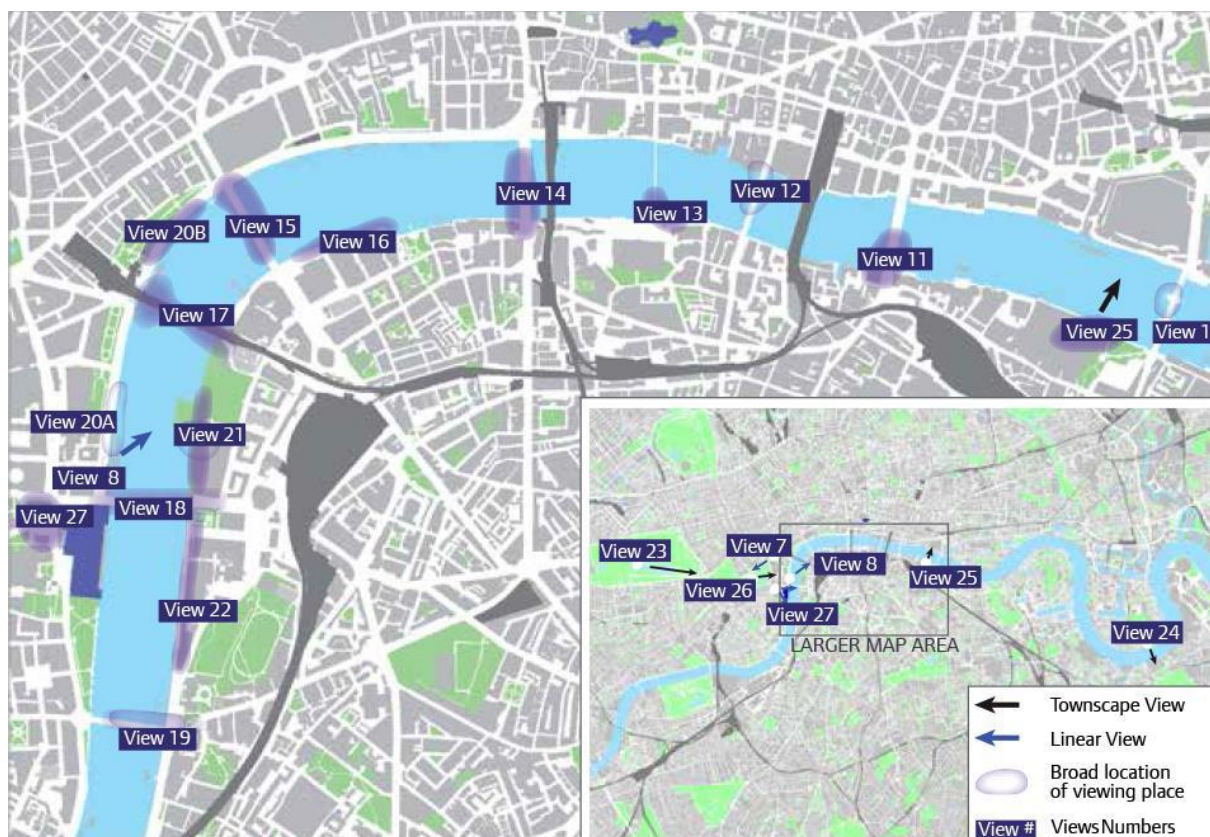 View 14
View 12
View 13
View 15
View 20B
View 16
View 11
View 17
View 25
View 1
View 20A
View 21
View 8
View 18
View 27
View 22
View 19
View 23
View 7
View 26
View 8
View 25
View 27
LARGER MAP AREA
View 24
Townscape View
Linear View
Broad location
of viewing place
View # ViewsNumbers